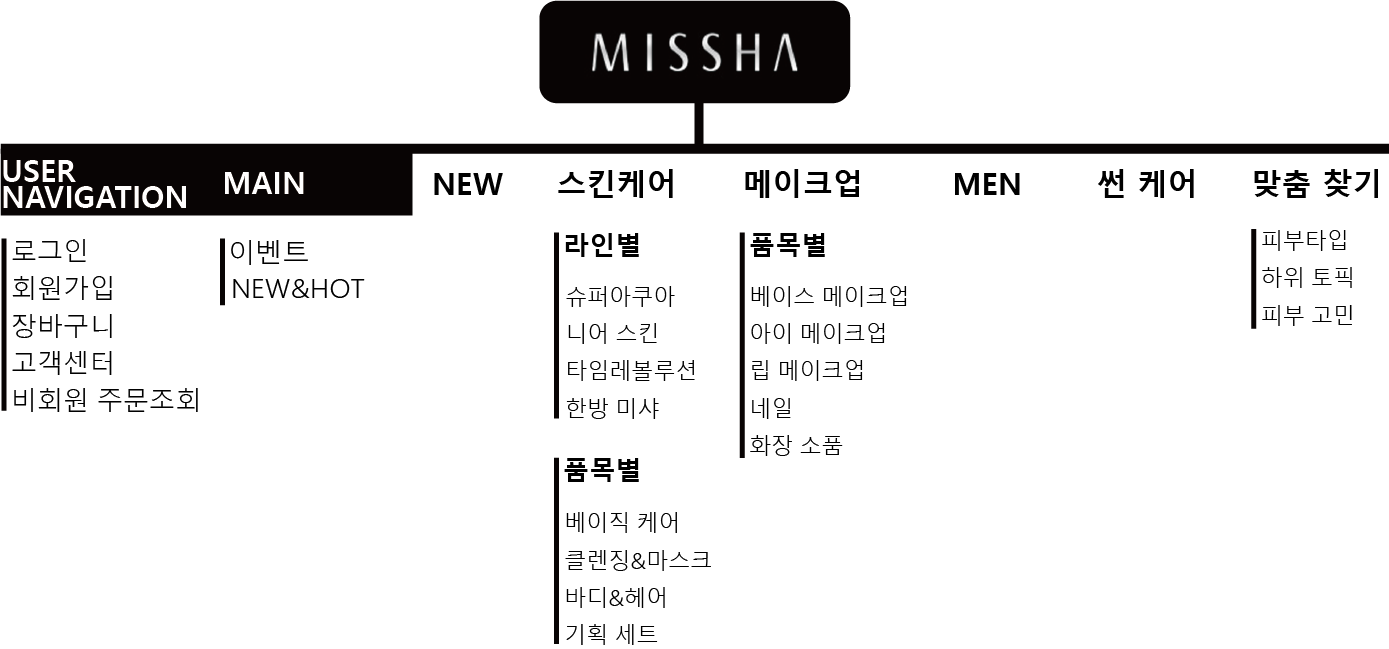 MISSHA
USER
NAVIGATION
로그인
회원가입
장바구니
고객센터
비회원 주문조회
MAIN
이벤트
NEW&HOT
NEW
스킨케어
라인별
슈퍼아쿠아
니어 스킨
타임레볼루션
한방 미샤
품목별
베이직 케어
클렌징&마스크
바디&헤어
기획 세트
메이크업
품목별
베이스 메이크업
아이 메이크업
립 메이크업
네일
화장 소품
MEN
썬 케어
맞춤 찾기
피부타입
하위 토픽
피부 고민